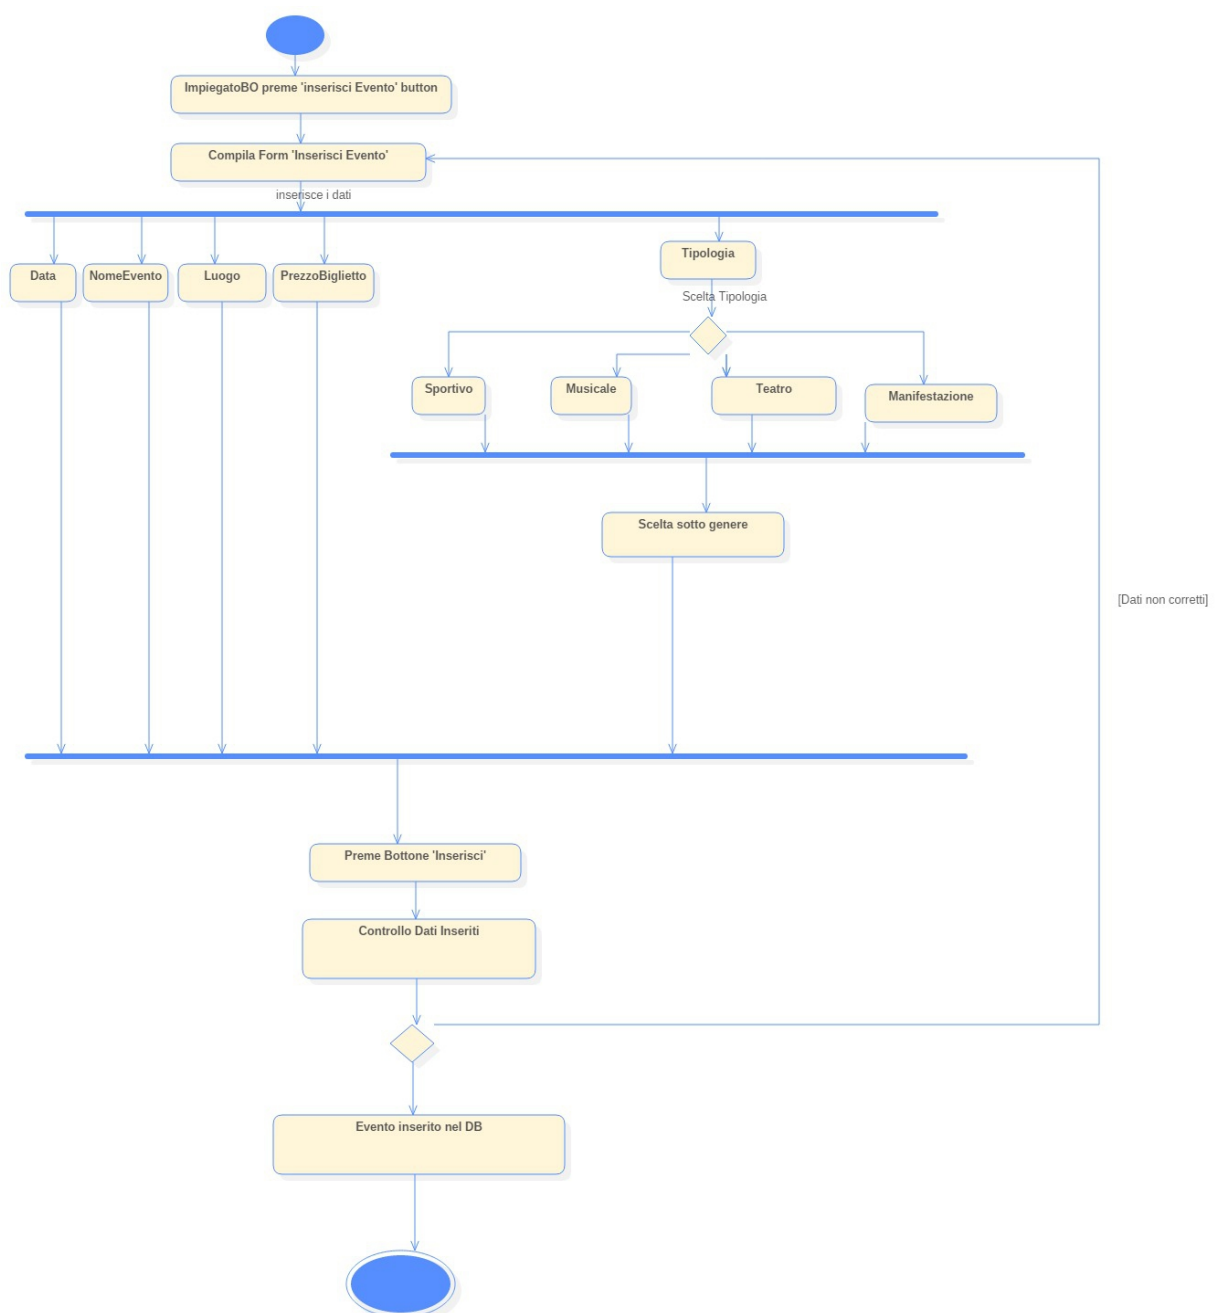 ImpiegatoBO preme 'inserisci Evento' button
Compila Form 'Inserisci Evento'
inserisce i dati
Data
NomeEvento
Luogo
PrezzoBiglietto
Tipologia
Scelta Tipologia
Sportivo
Musicale
Teatro
Manifestazione
Scelta sotto genere
[Dati non corretti]
Preme Bottone 'Inserisci'
Controllo Dati Inseriti
Evento inserito nel DB